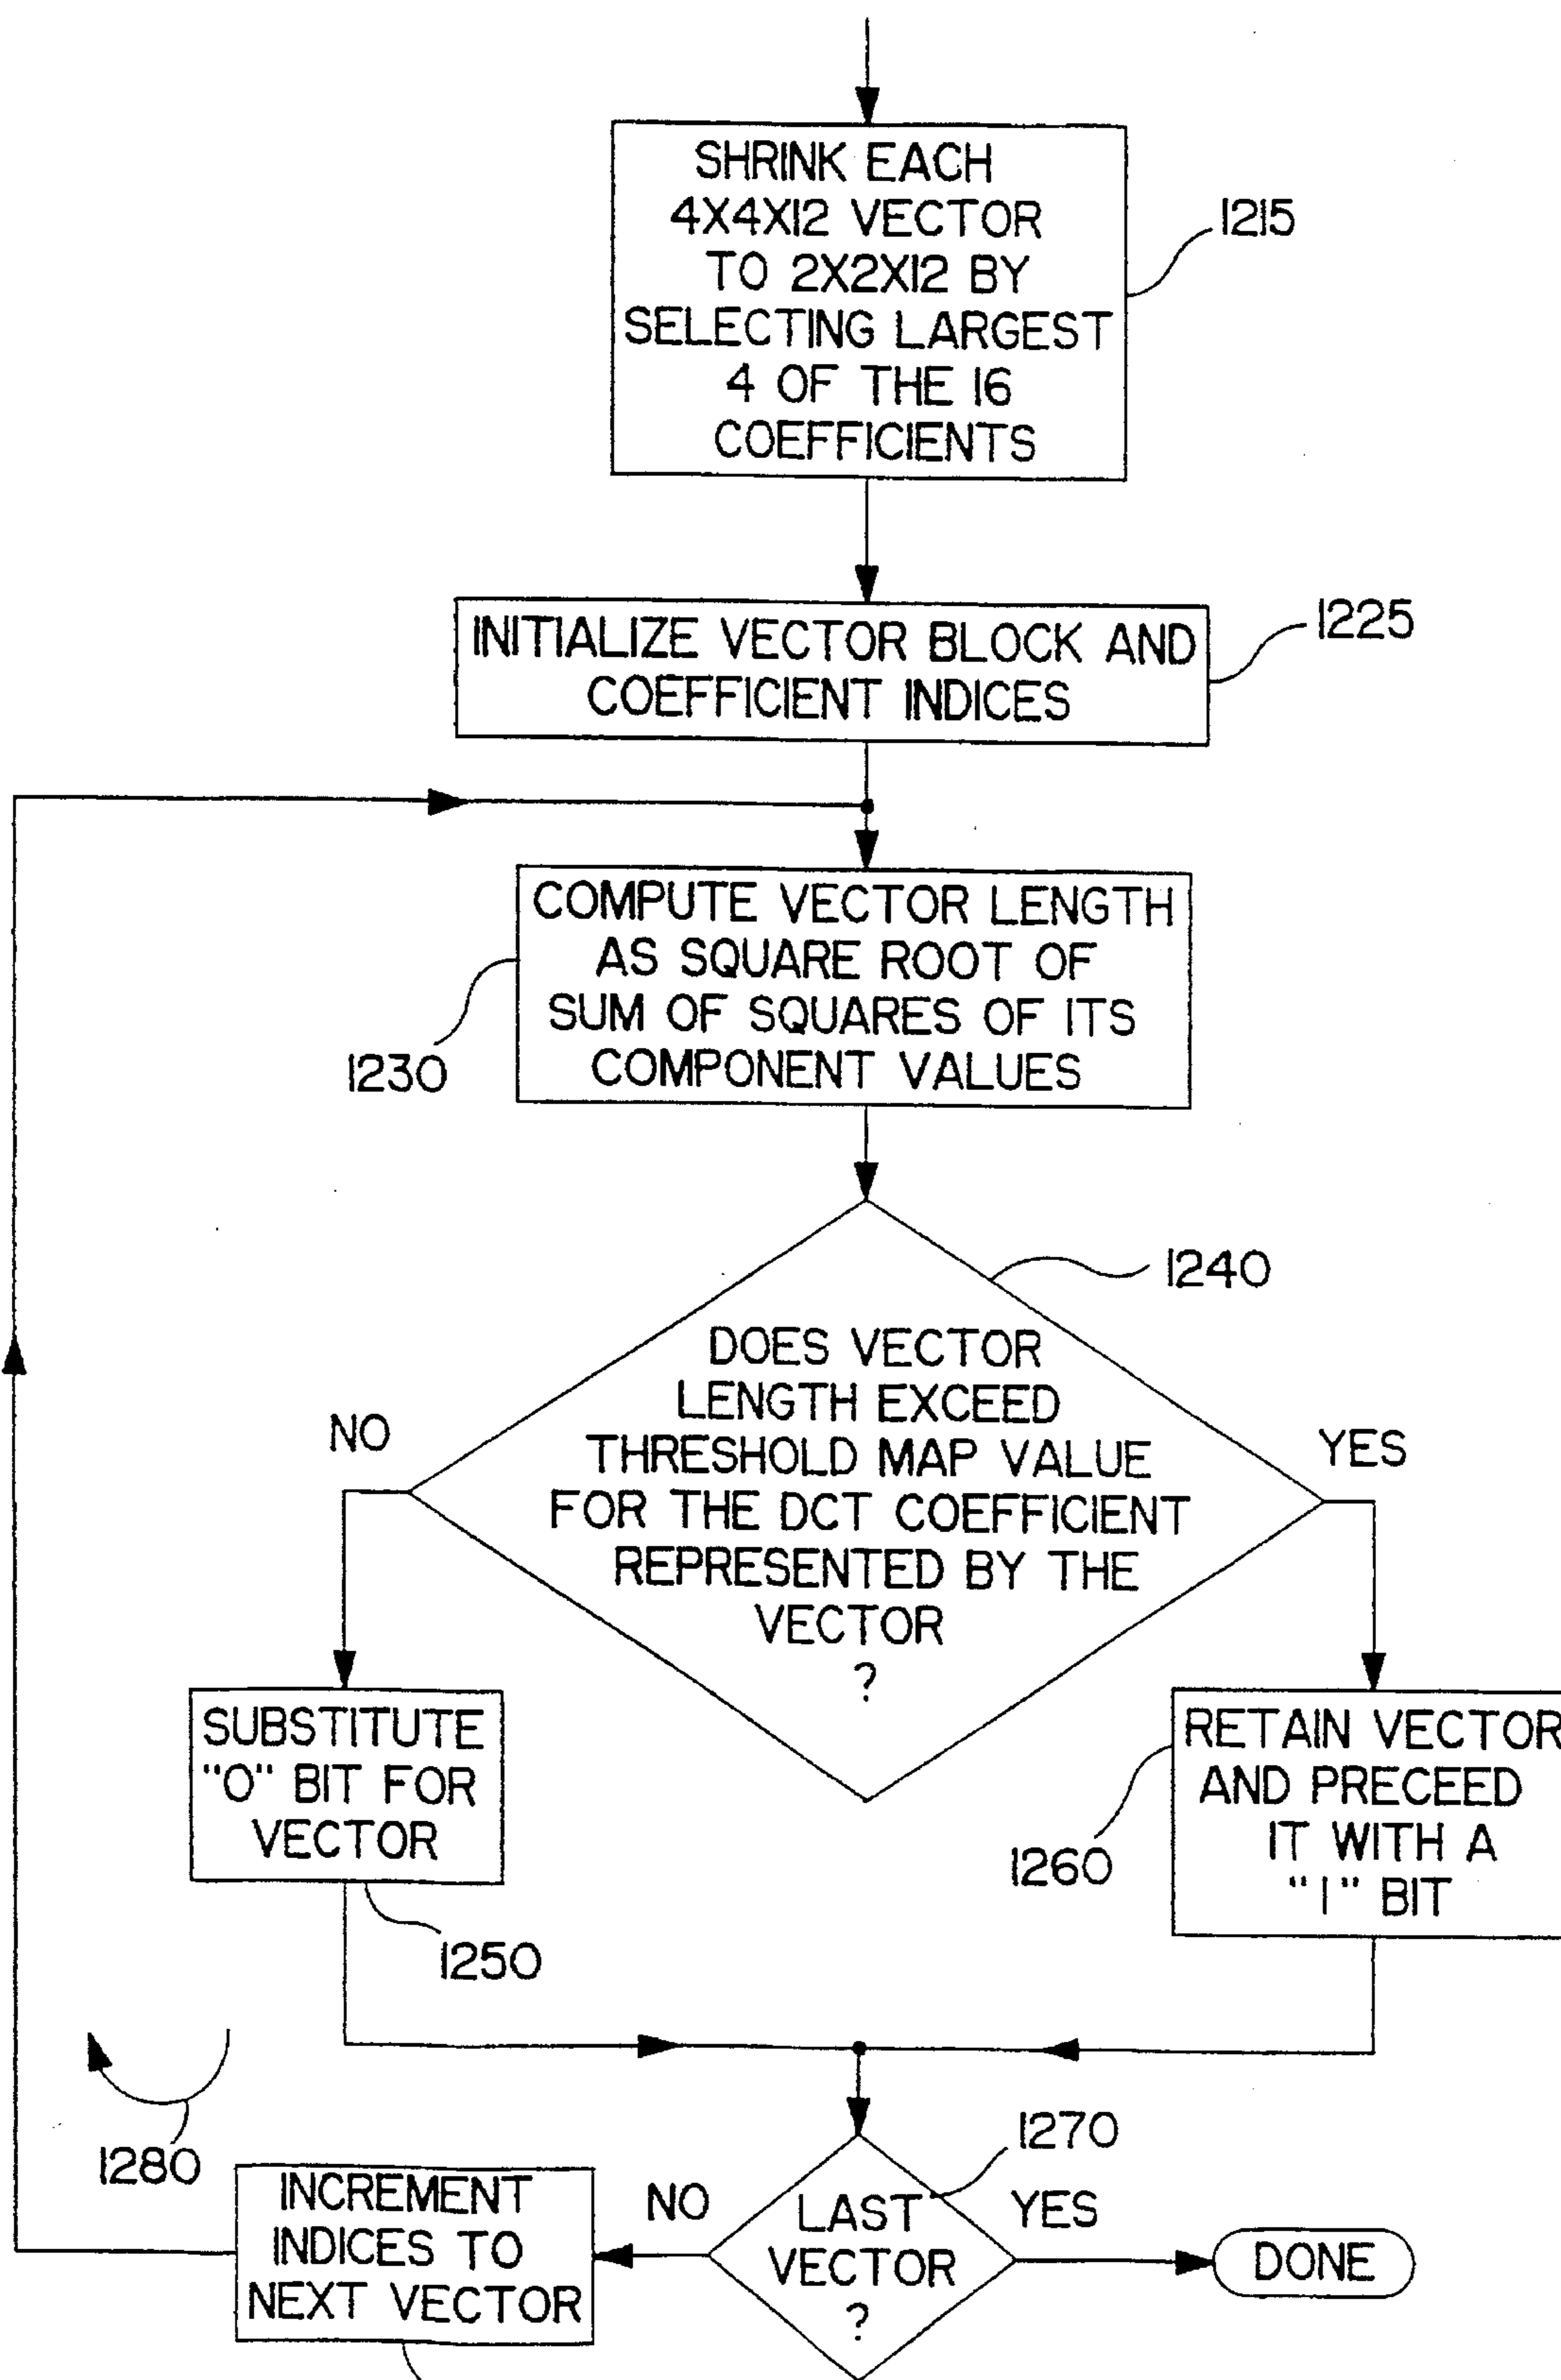 SHRINK EACH
4X4X12 VECTOR
TO 2X2X12 BY
SELECTING LARGEST
4 OF THE 16
COEFFICIENTS
1215
INITIALIZE VECTOR BLOCK AND
COEFFICIENT INDICES
1225
COMPUTE VECTOR LENGTH
AS SQUARE ROOT OF
SUM OF SQUARES OF ITS
COMPONENT VALUES
1230
1240
DOES VECTOR
LENGTH EXCEED
THRESHOLD MAP VALUE
FOR THE DCT COEFFICIENT
REPRESENTED BY THE
VECTOR
?
NO
YES
SUBSTITUTE
"0" BIT FOR
VECTOR
1250
RETAIN VECTOR
AND PRECEED
IT WITH A
"1" BIT
1260
1280
INCREMENT
INDICES TO
NEXT VECTOR
NO
LAST
VECTOR
?
1270
YES
DONE